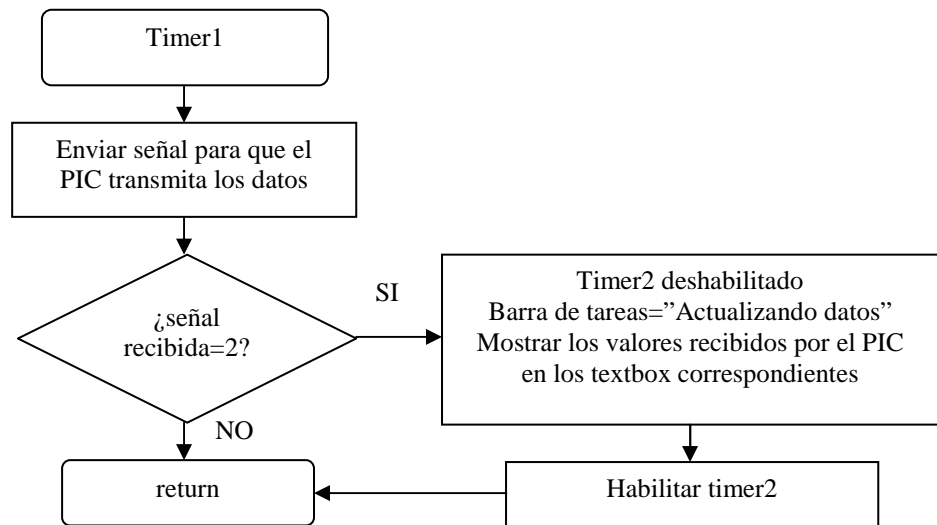 Timer1
Enviar señal para que el
PIC transmita los datos
¿señal
recibida=2?
SI
Timer2 deshabilitado
Barra de tareas=”Actualizando datos”
Mostrar los valores recibidos por el PIC
en los textbox correspondientes
NO
return
Habilitar timer2